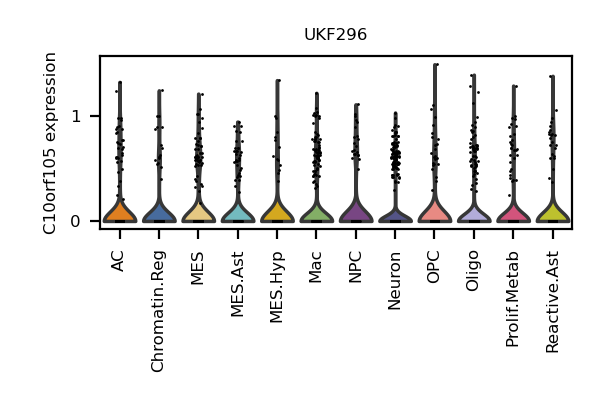 UKF296
C10orf105 expression
1
0
AC
Chromatin.Reg
MES
MES.Ast
MES.Hyp
Mac
NPC
Neuron
OPC
Oligo
Prolif.Metab
Reactive.Ast